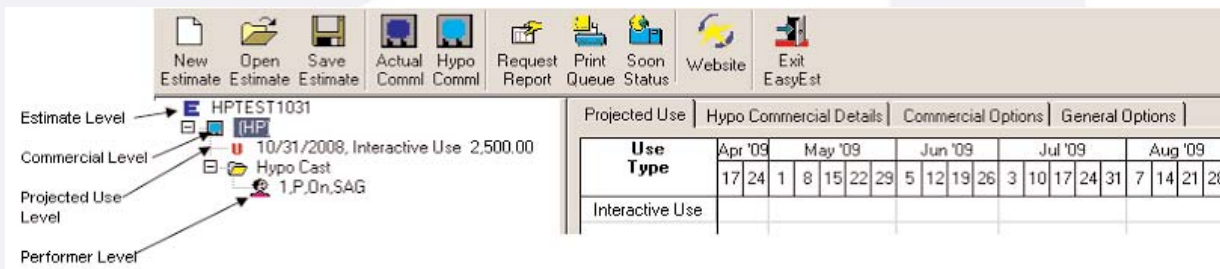 New Estimate
Open Estimate
Save Estimate
Actual Comml
Hypo Comml
Request Report
Print Queue
Soon Status
Website
Exit EasyEst
Estimate Level
Commercial Level
Projected Use Level
Performer Level
E HPTEST1031
[HP]
U 10/31/2008, Interactive Use 2,500.00
Hypo Cast
1,P,On,SAG
Projected Use Hypo Commercial Details Commercial Options General Options
Use Type
Apr '09 May '09 Jun '09 Jul '09 Aug '09
17 24 1 8 15 22 29 5 12 19 26 3 10 17 24 31 7 14 21 28
Interactive Use